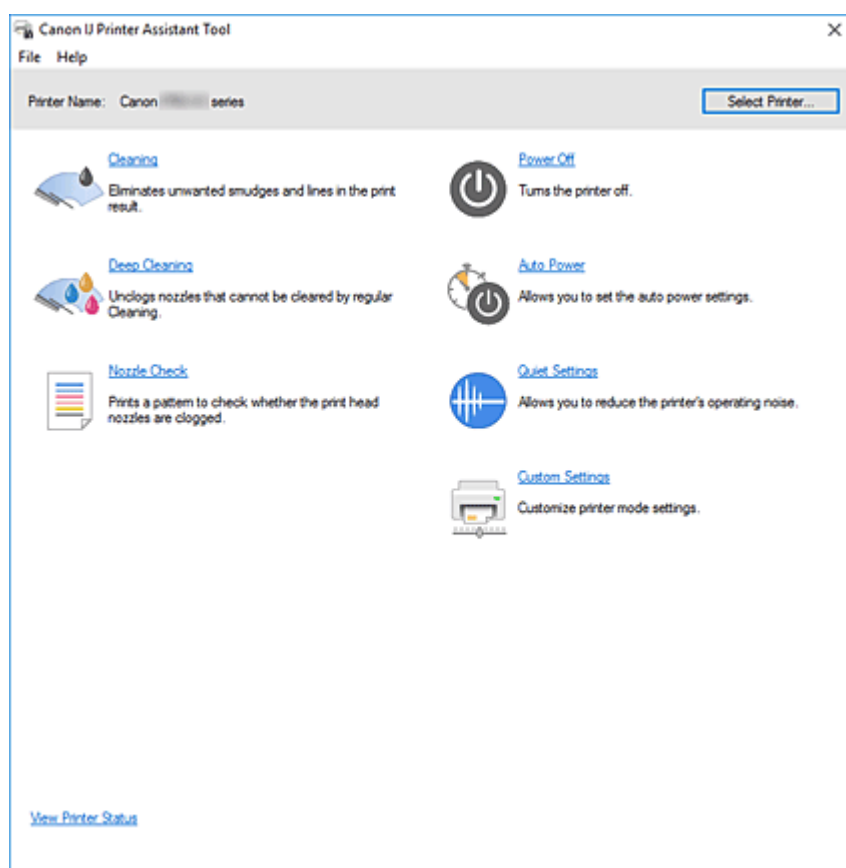 Canon IJ Printer Assistant Tool
File Help
Printer Name: Canon series
Select Printer...
Cleaning
Eliminates unwanted smudges and lines in the print
result.
Deep Cleaning
Unclogs nozzles that cannot be cleared by regular
Cleaning.
Nozzle Check
Prints a pattern to check whether the print head
nozzles are clogged.
Power Off
Turns the printer off.
Auto Power
Allows you to set the auto power settings.
Quiet Settings
Allows you to reduce the printer's operating noise.
Custom Settings
Customize printer mode settings.
View Printer Status